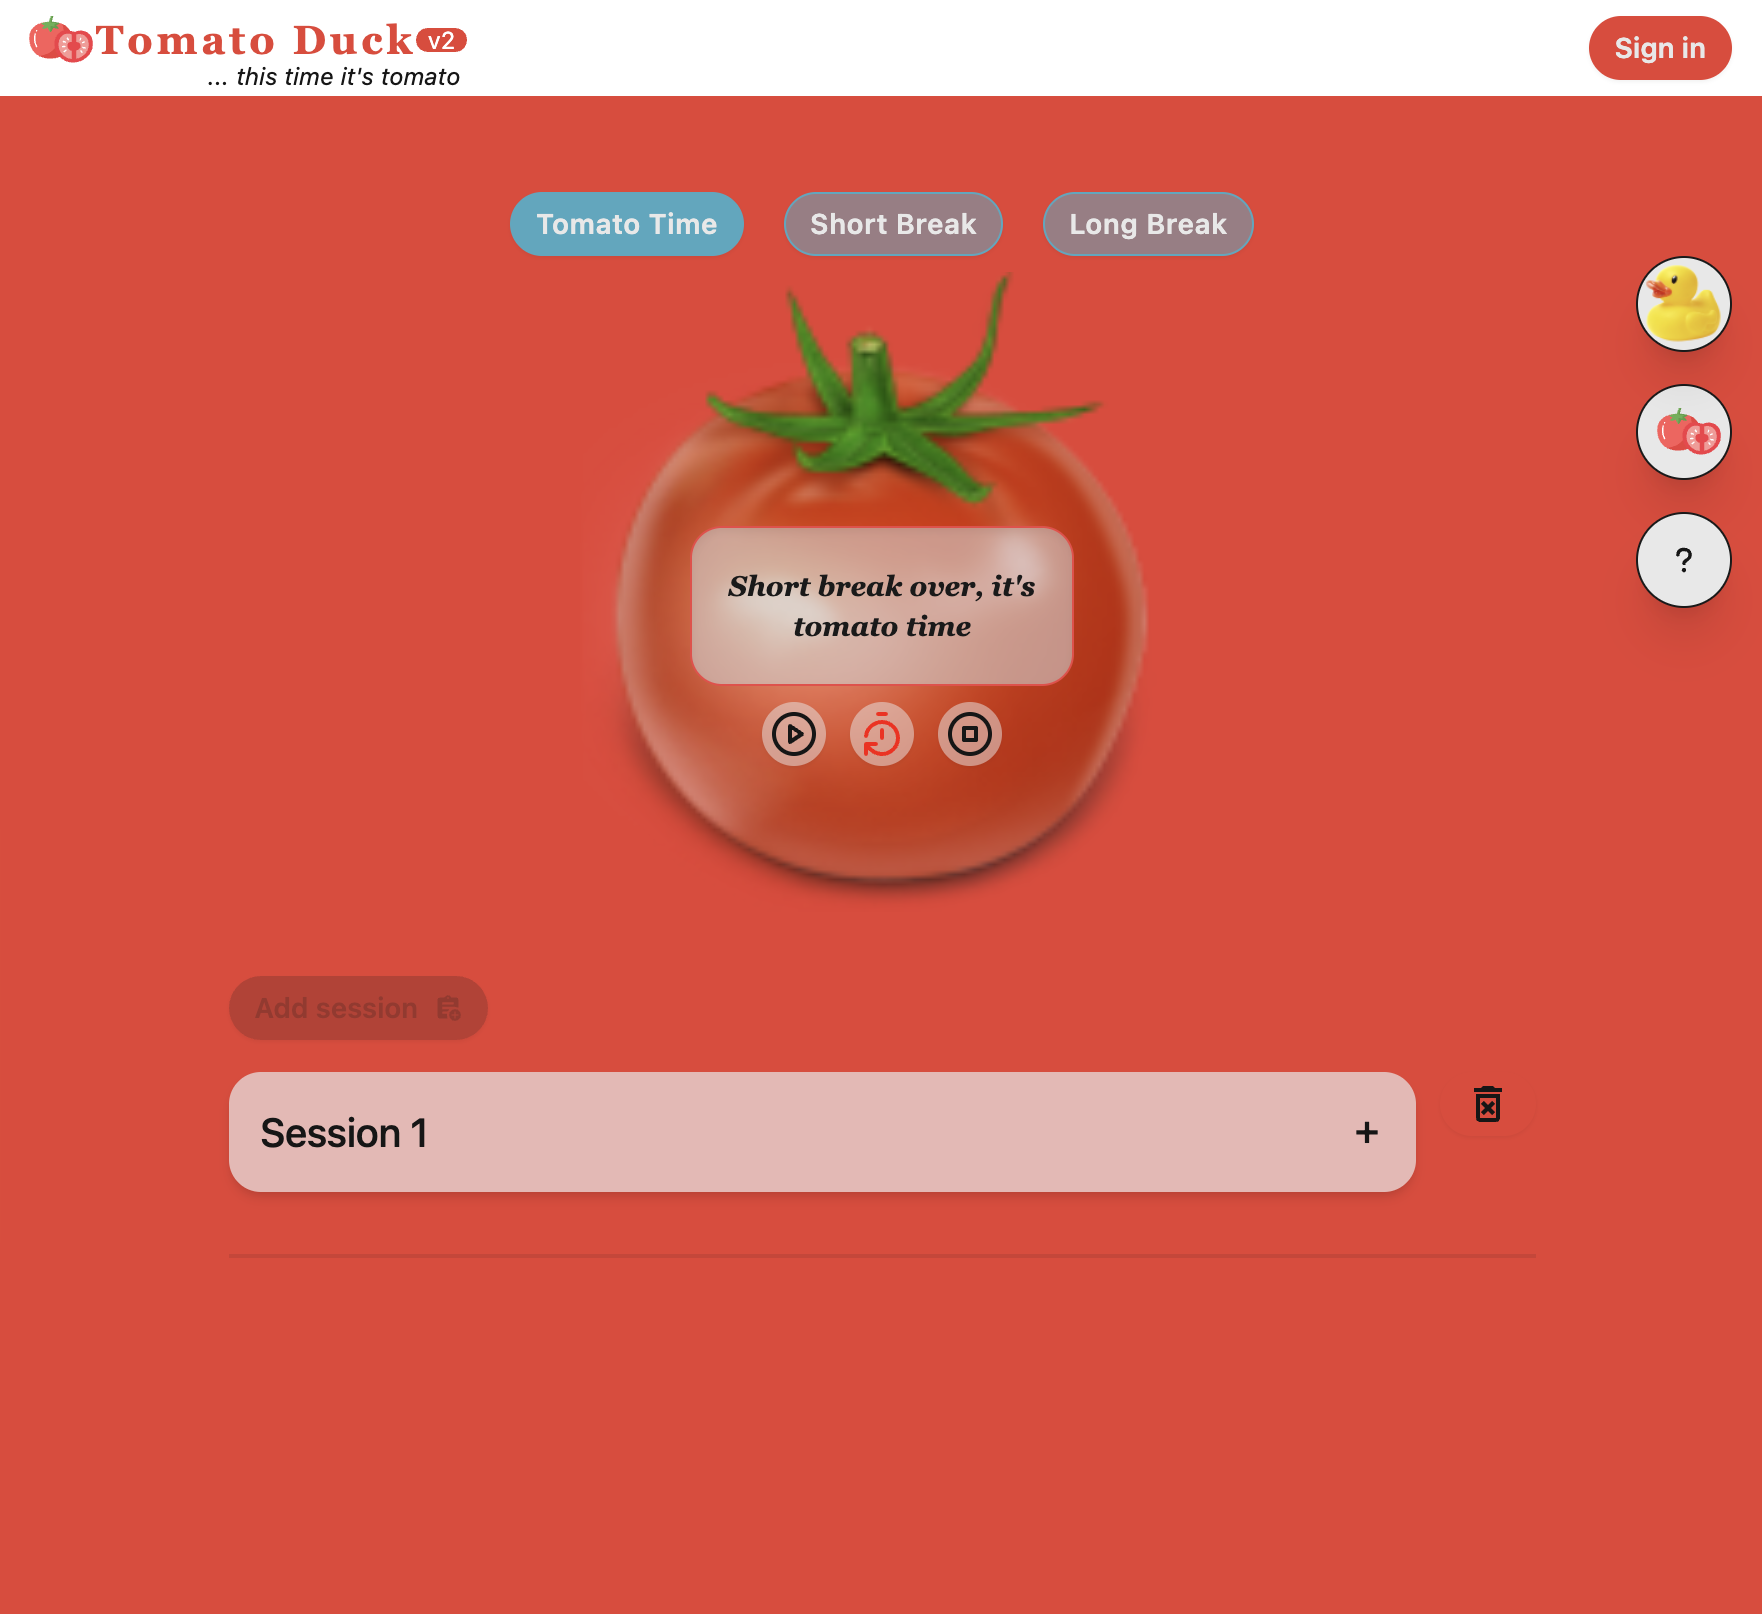 Tomato Duck v2
... this time it's tomato
Sign in
Tomato Time
Short Break
Long Break
Short break over, it's
tomato time
?
Add session
Session 1
+